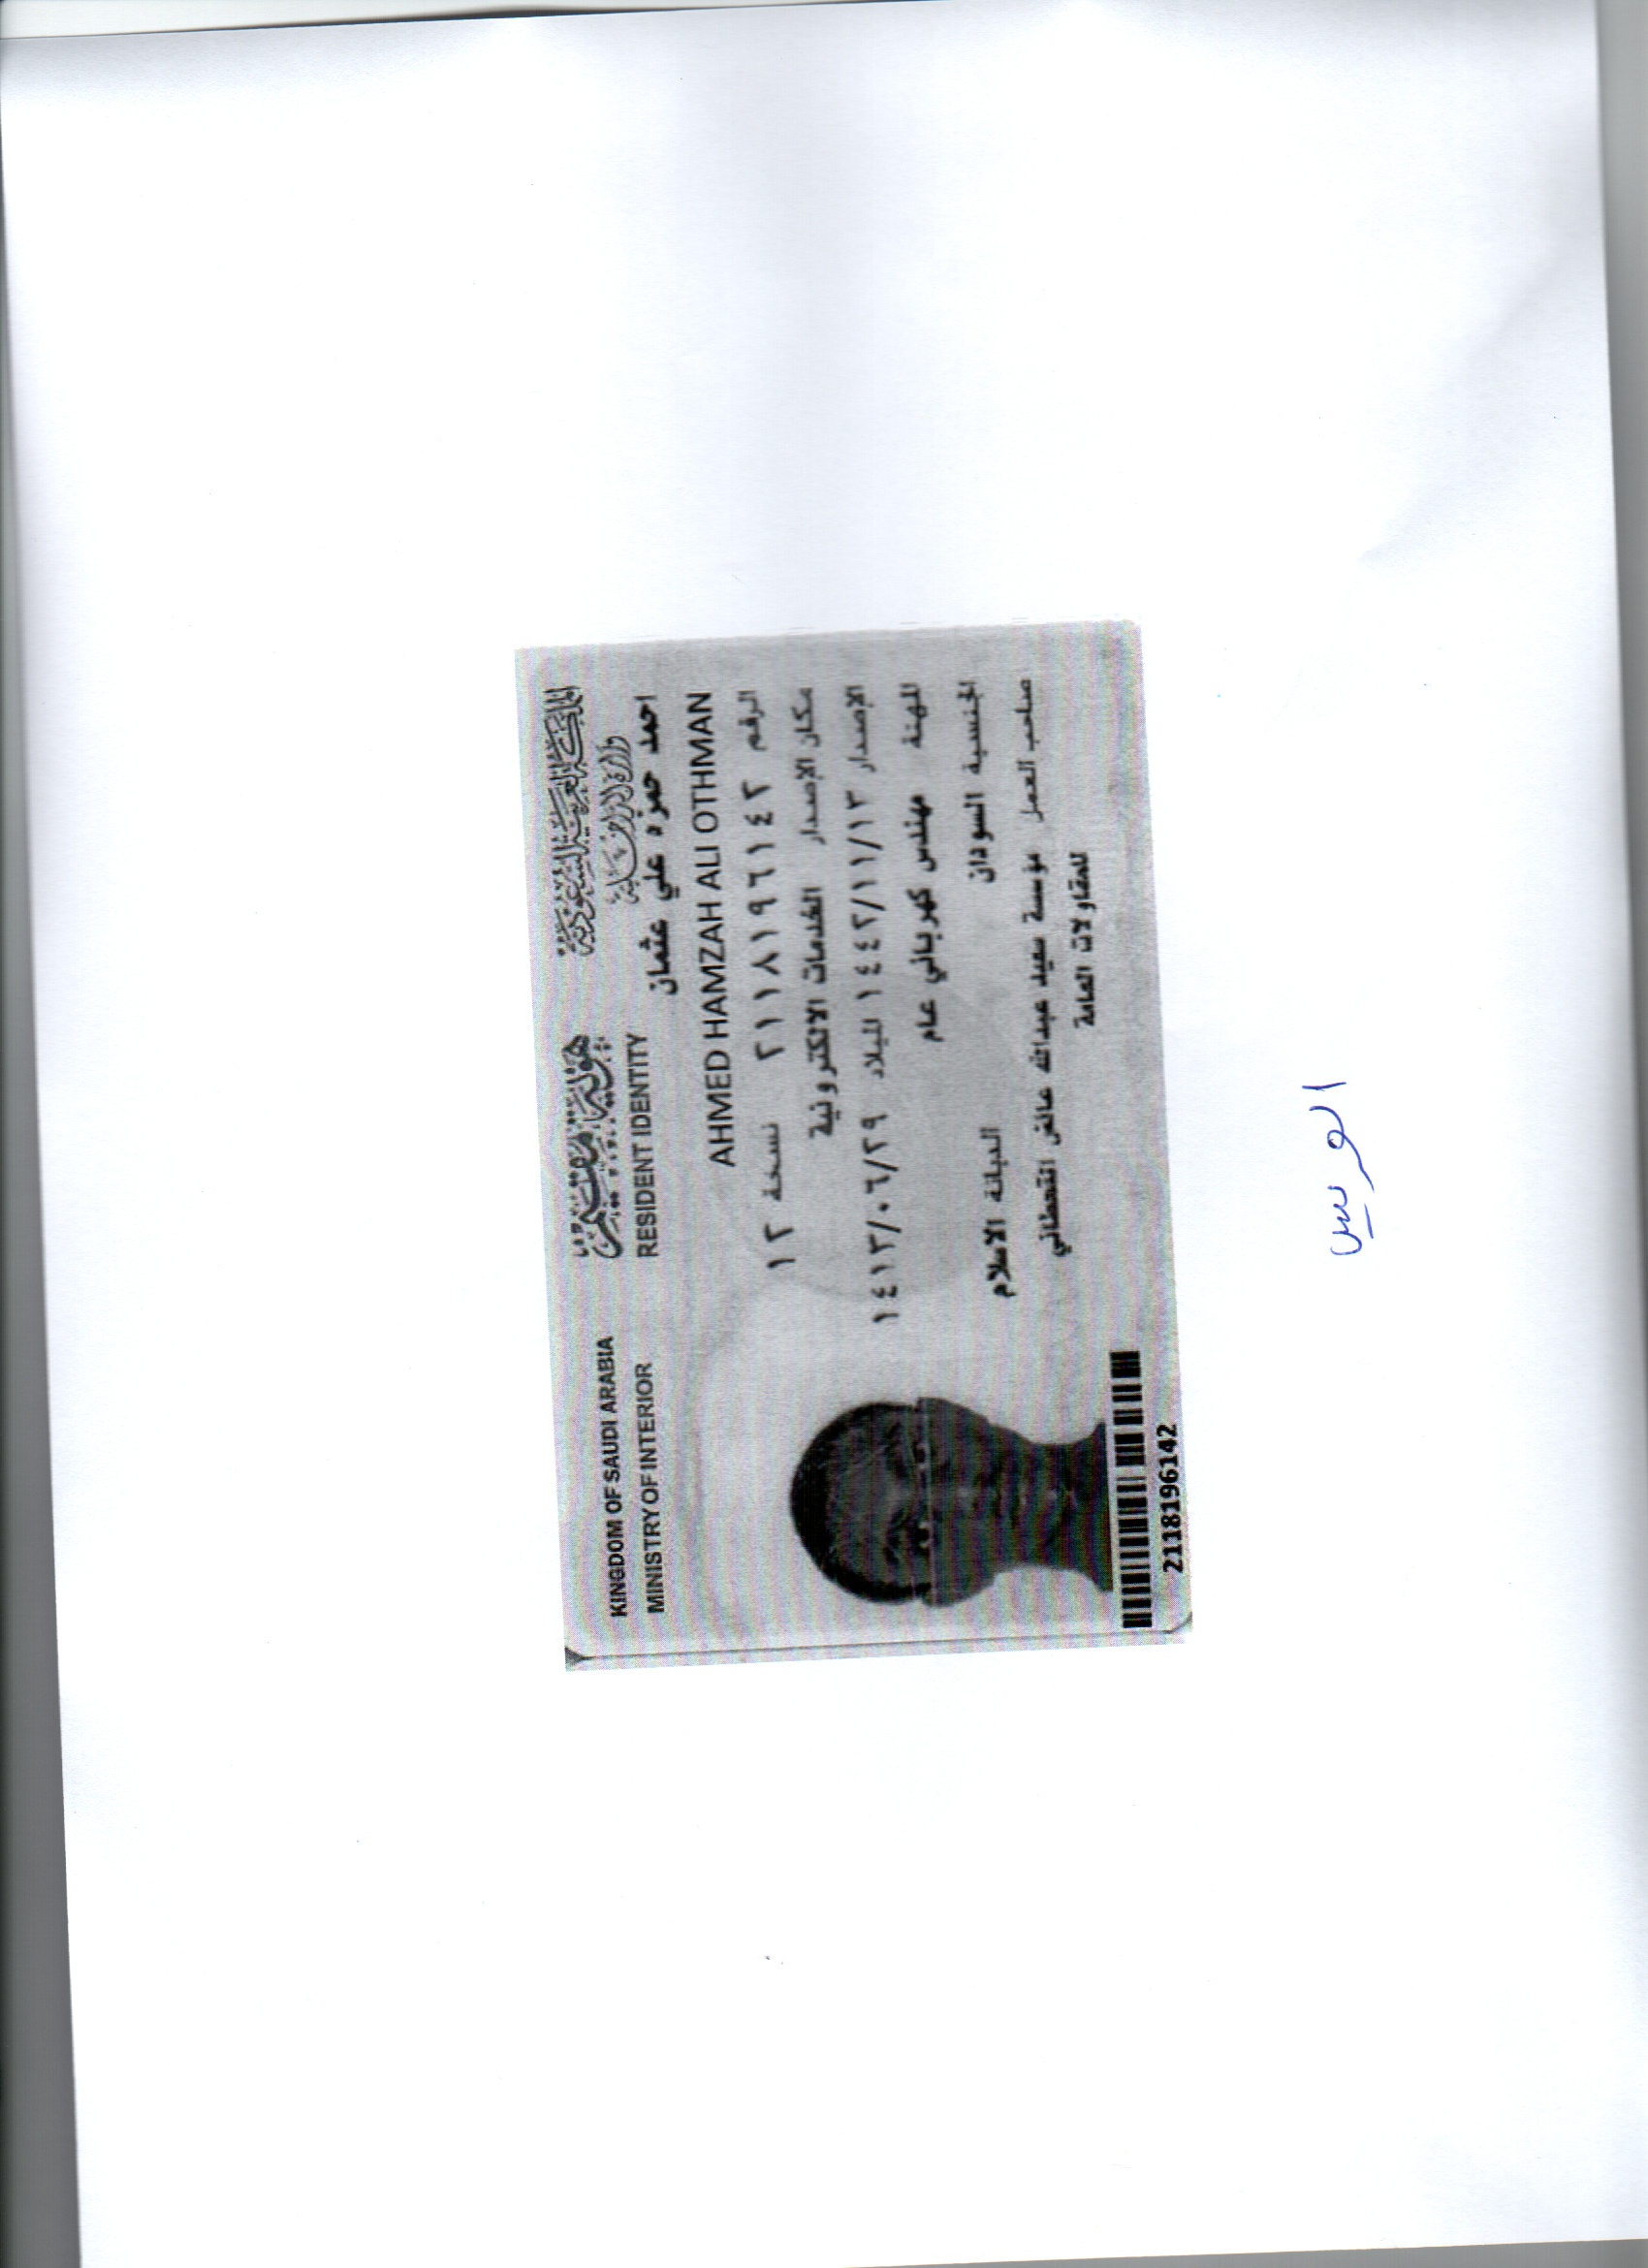 المملكة العربية السعودية
وزارة الداخلية
هوية مقيم
RESIDENT IDENTITY
KINGDOM OF SAUDI ARABIA
MINISTRY OF INTERIOR
احمد حمزه علي عثمان
AHMED HAMZAH ALI OTHMAN
الرقم ٢١١٨١٩٦١٤٢ نسخة ١٢
مكان الإصدار الخدمات الالكترونية
الإصدار ١٤٤٢/١١/١٣ الميلاد ١٤١٣/٠٦/٢٩
المهنة مهندس كهربائي عام
الجنسية السودان الديانة الاسلام
صاحب العمل مؤسسة سعيد عبدالله عائض القحطاني
للمقاولات العامة
2118196142